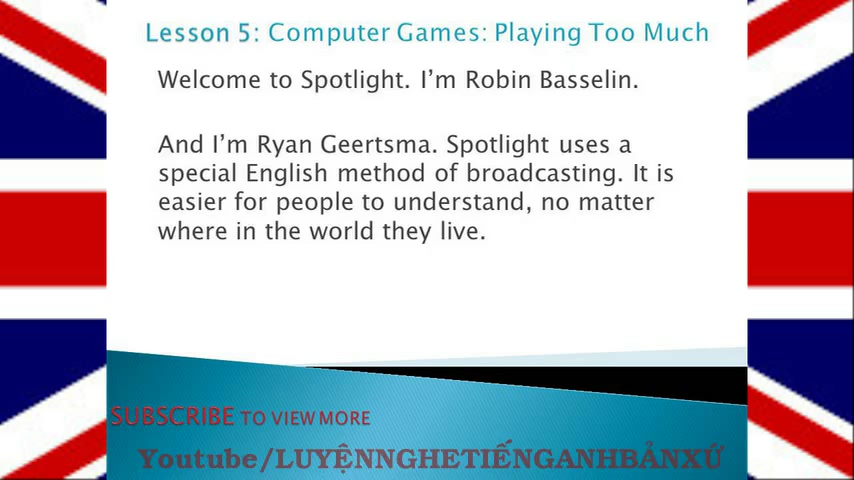 Lesson 5: Computer Games: Playing Too Much
Welcome to Spotlight. I’m Robin Basselin.
And I’m Ryan Geertsma. Spotlight uses a
special English method of broadcasting. It is
easier for people to understand, no matter
where in the world they live.
SUBSCRIBE TO VIEW MORE
Youtube/LUYỆNNGHETIẾNGANHBẢNXỨ